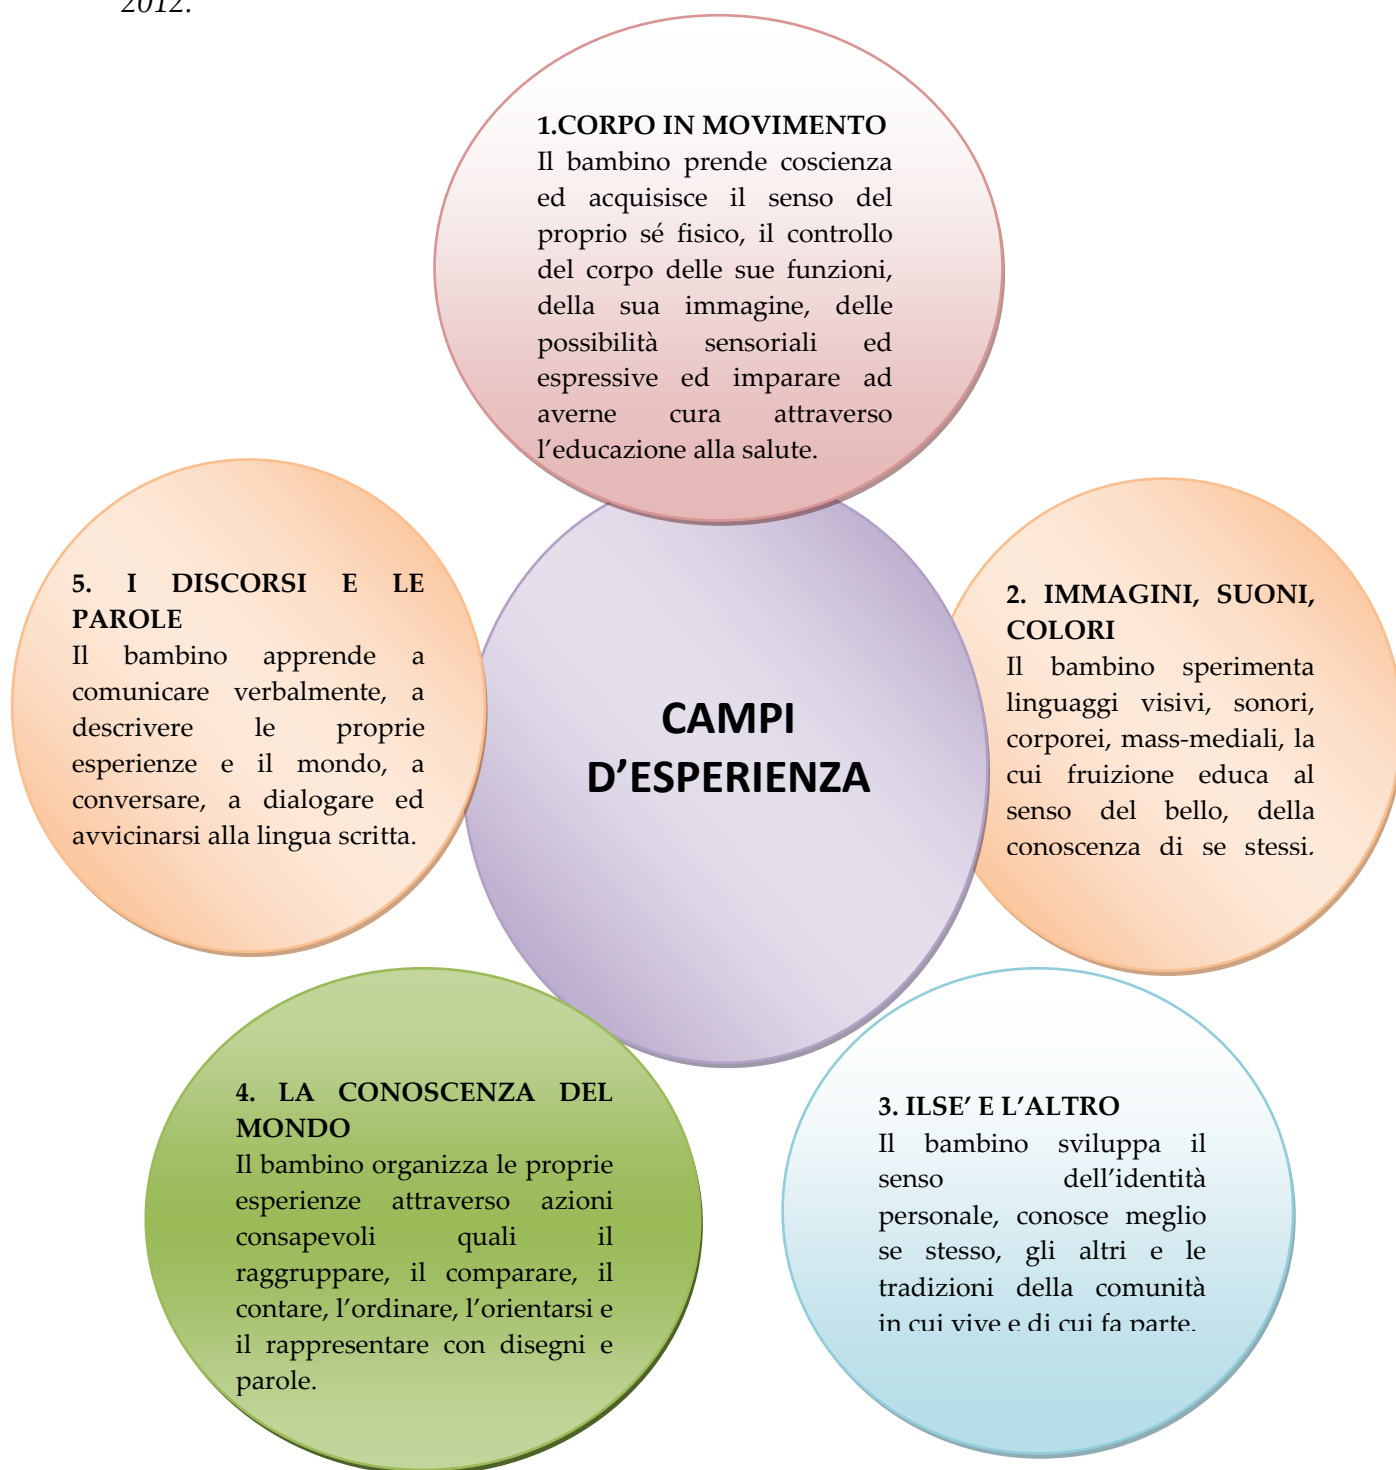 2012.
1.CORPO IN MOVIMENTO
Il bambino prende coscienza
ed acquisisce il senso del
proprio sé fisico, il controllo
del corpo delle sue funzioni,
della sua immagine, delle
possibilità sensoriali ed
espressive ed imparare ad
averne cura attraverso
l’educazione alla salute.
5. I DISCORSI E LE
PAROLE
Il bambino apprende a
comunicare verbalmente, a
descrivere le proprie
esperienze e il mondo, a
conversare, a dialogare ed
avvicinarsi alla lingua scritta.
CAMPI
D’ESPERIENZA
2. IMMAGINI, SUONI,
COLORI
Il bambino sperimenta
linguaggi visivi, sonori,
corporei, mass-mediali, la
cui fruizione educa al
senso del bello, della
conoscenza di se stessi.
4. LA CONOSCENZA DEL
MONDO
Il bambino organizza le proprie
esperienze attraverso azioni
consapevoli quali il
raggruppare, il comparare, il
contare, l’ordinare, l’orientarsi e
il rappresentare con disegni e
parole.
3. ILSE’ E L’ALTRO
Il bambino sviluppa il
senso dell’identità
personale, conosce meglio
se stesso, gli altri e le
tradizioni della comunità
in cui vive e di cui fa parte.